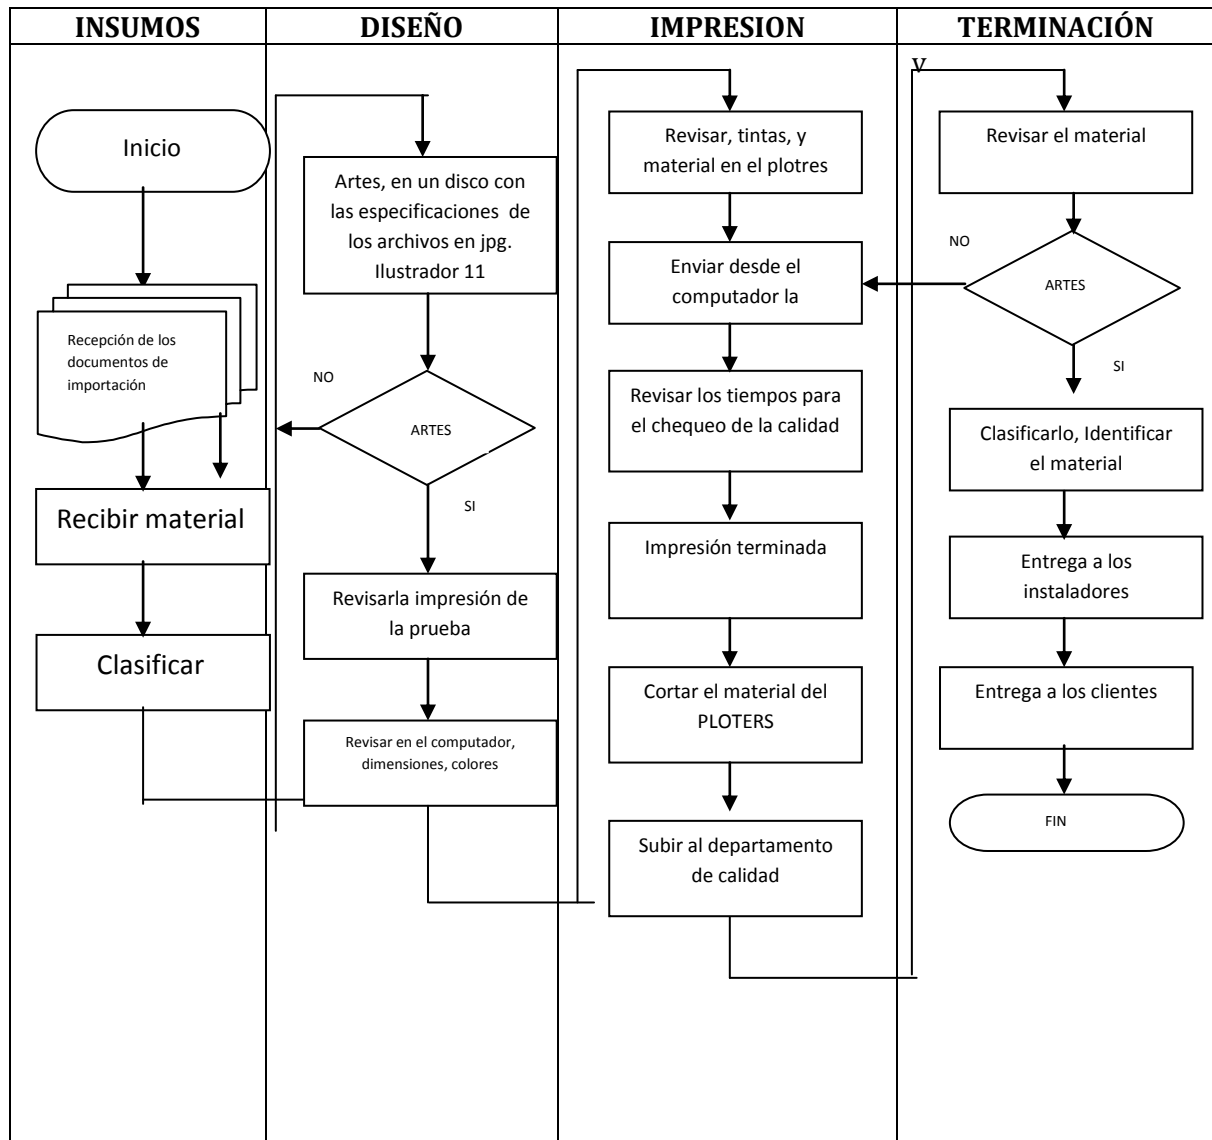 INSUMOS
DISEÑO
IMPRESION
TERMINACIÓN
Inicio
Recepción de los
documentos de
importación
Recibir material
Clasificar
Artes, en un disco con
las especificaciones de
los archivos en jpg.
Ilustrador 11
NO
ARTES
SI
Revisarla impresión de
la prueba
Revisar en el computador,
dimensiones, colores
Revisar, tintas, y
material en el plotres
Enviar desde el
computador la
Revisar los tiempos para
el chequeo de la calidad
Impresión terminada
Cortar el material del
PLOTERS
Subir al departamento
de calidad
V
Revisar el material
NO
ARTES
SI
Clasificarlo, Identificar
el material
Entrega a los
instaladores
Entrega a los clientes
FIN